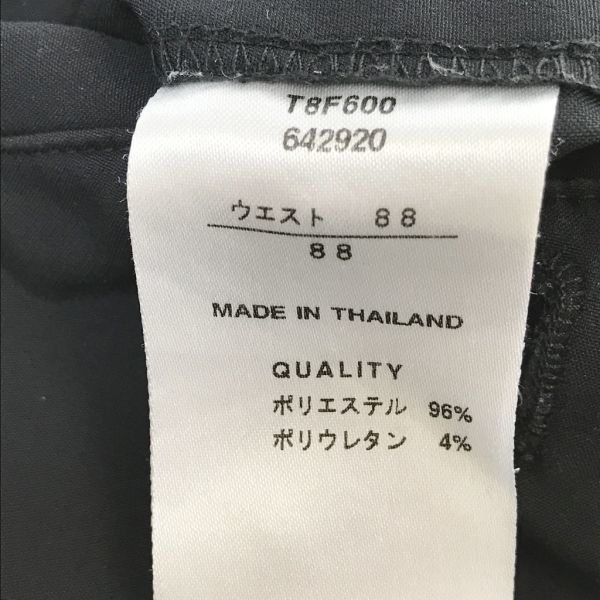 T8F600
642920
ウエスト 88
88
MADE IN THAILAND
QUALITY
ポリエステル 96%
ポリウレタン 4%